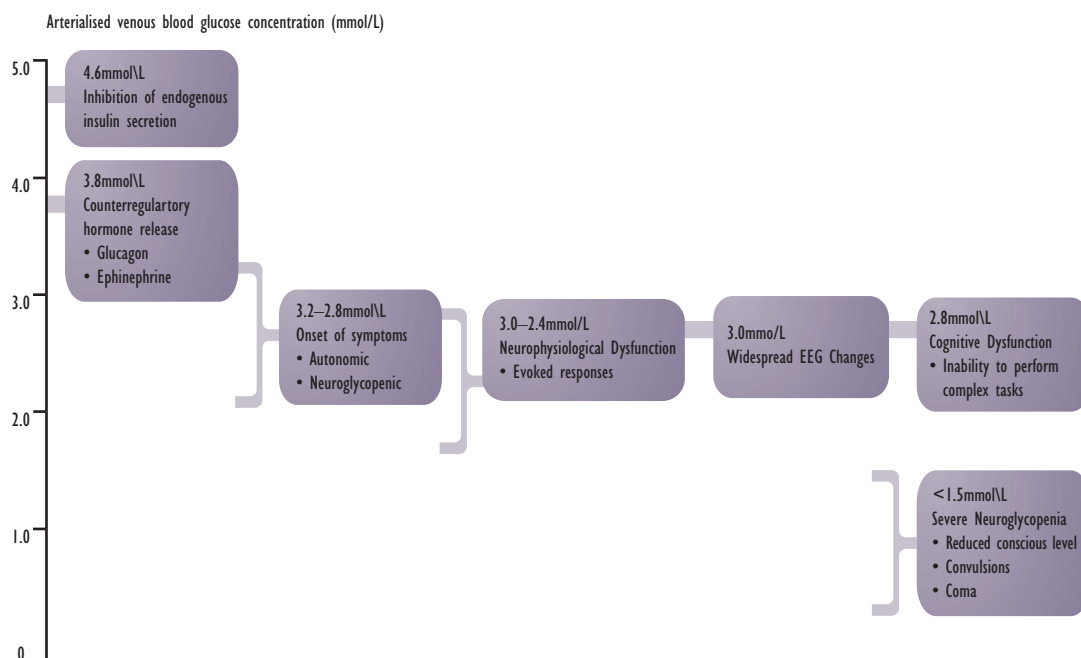 Arterialised venous blood glucose concentration (mmol/L)
5.0
4.6mmol\L
Inhibition of endogenous
insulin secretion
4.0
3.8mmol\L
Counterregulartory
hormone release
• Glucagon
• Ephinephrine
3.0
3.2–2.8mmol\L
Onset of symptoms
• Autonomic
• Neuroglycopenic
3.0–2.4mmol/L
Neurophysiological Dysfunction
• Evoked responses
3.0mmo/L
Widespread EEG Changes
2.8mmol\L
Cognitive Dysfunction
• Inability to perform
complex tasks
2.0
1.0
<1.5mmol\L
Severe Neuroglycopenia
• Reduced conscious level
• Convulsions
• Coma
0